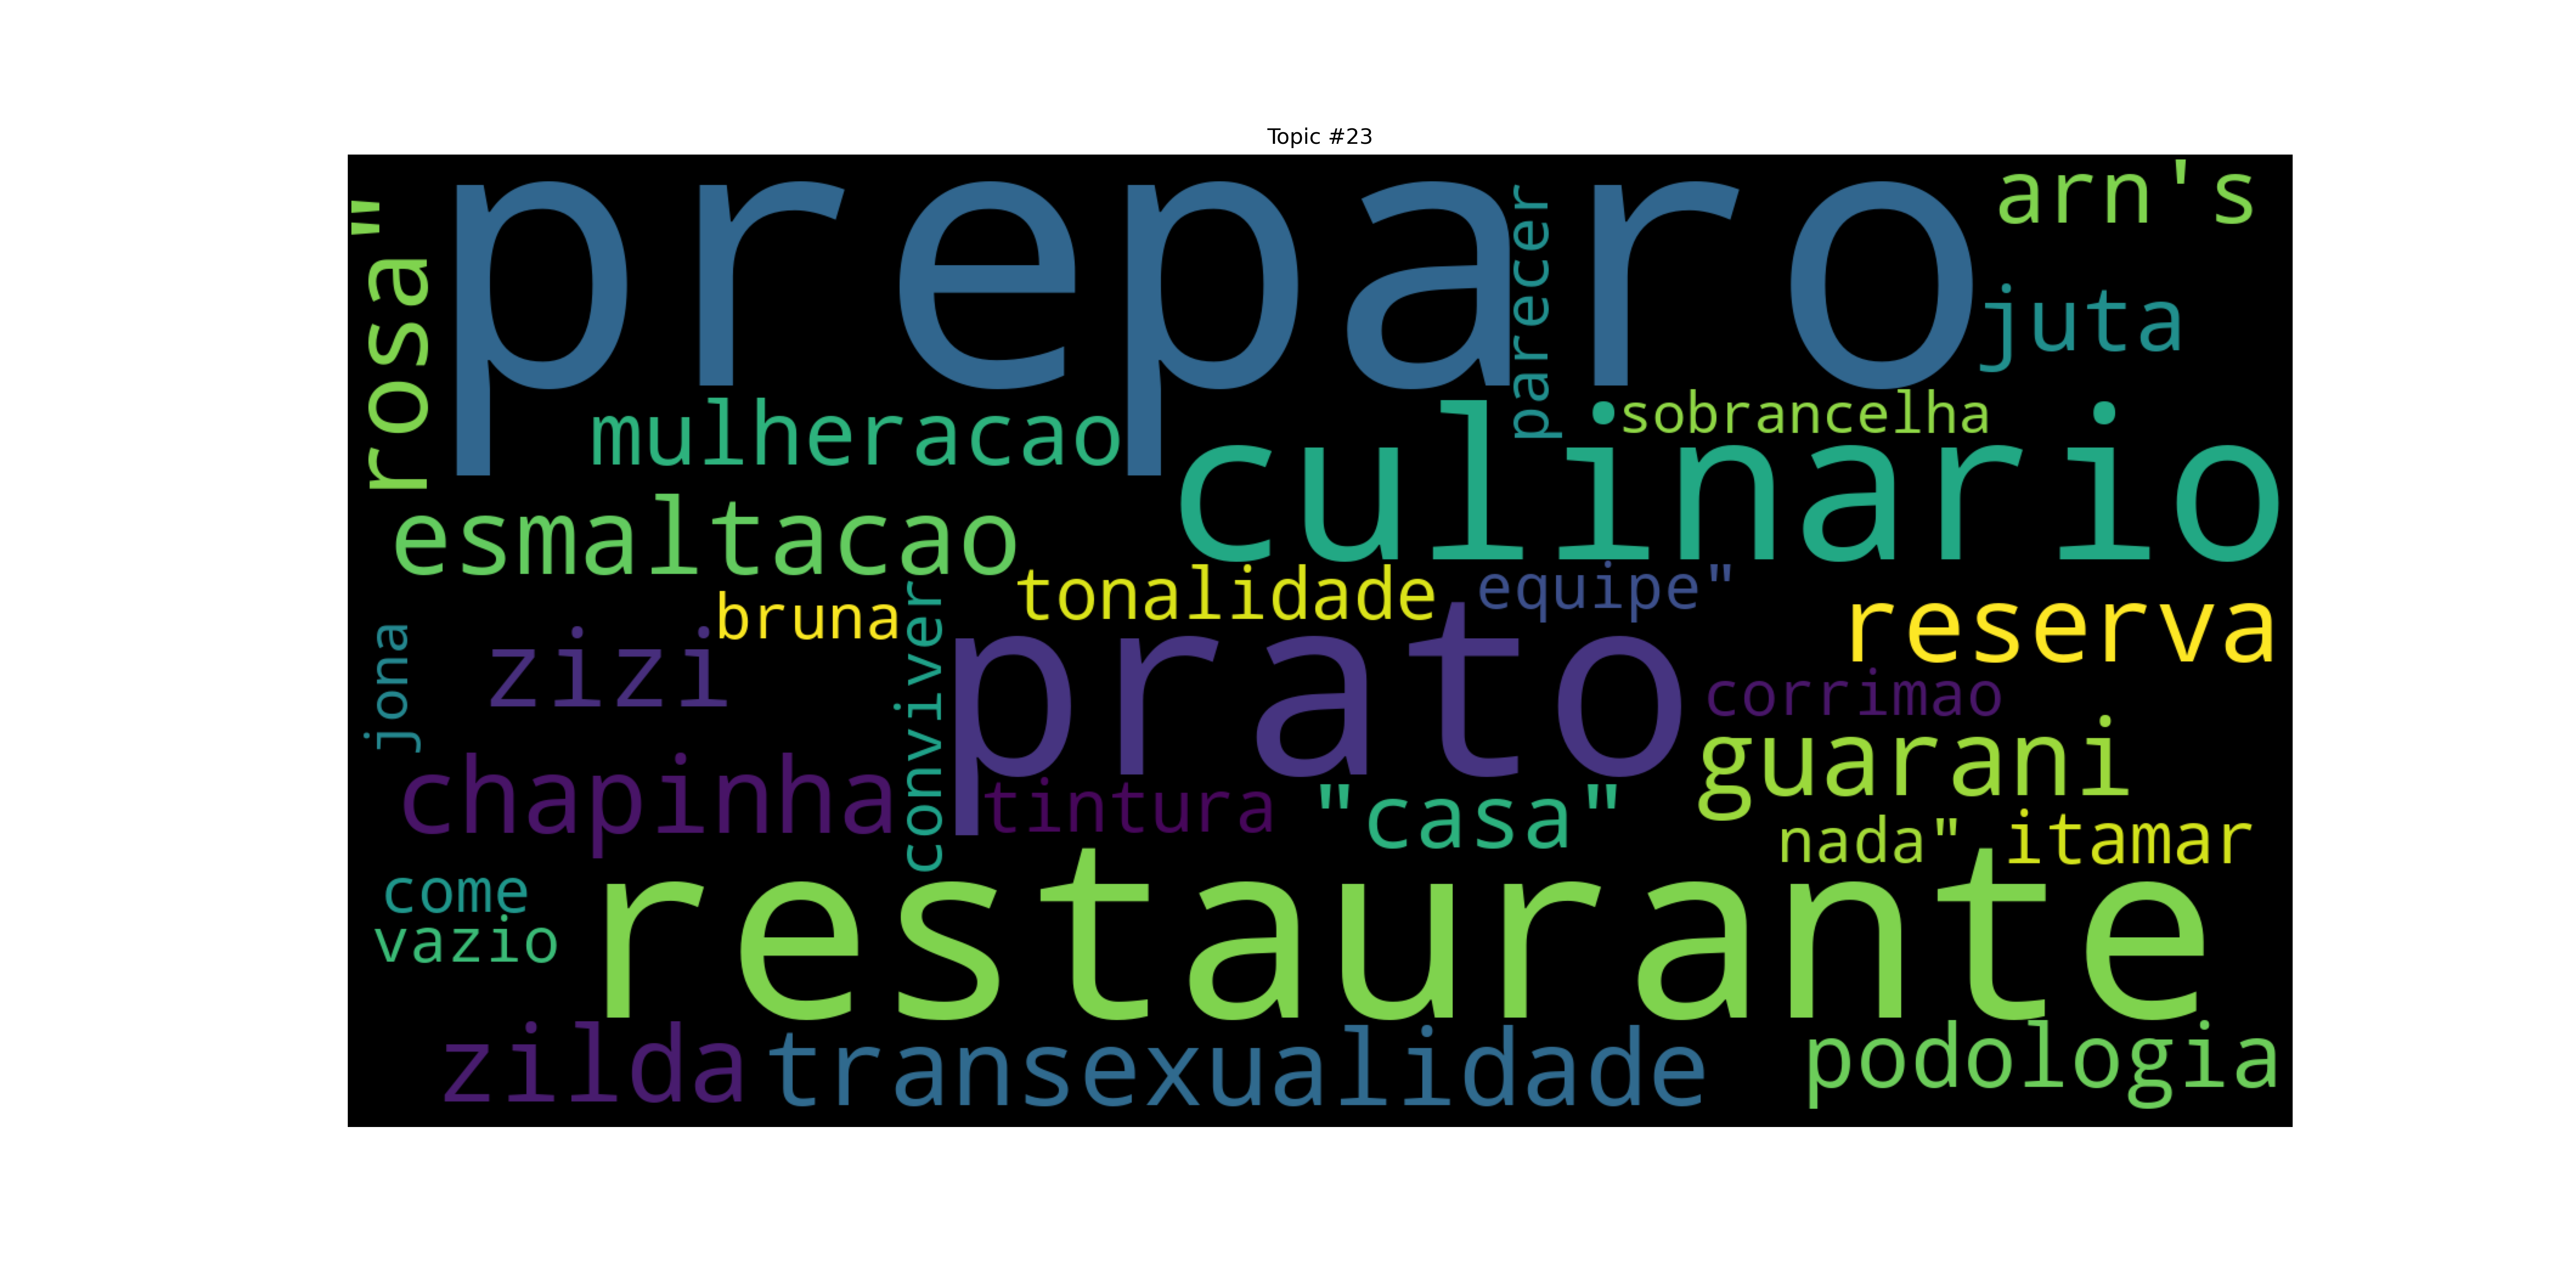 Topic #23
rosa"
preparo
parecer
arn's
juta
mulheracao
sobrancelha
culinario
esmaltacao
tonalidade
equipe"
bruna
reserva
jona
zizi
conviver
prato
corrimao
guarani
chapinha
tintura
"casa"
nada"
itamar
come
vazio
restaurante
zilda
transexualidade
podologia